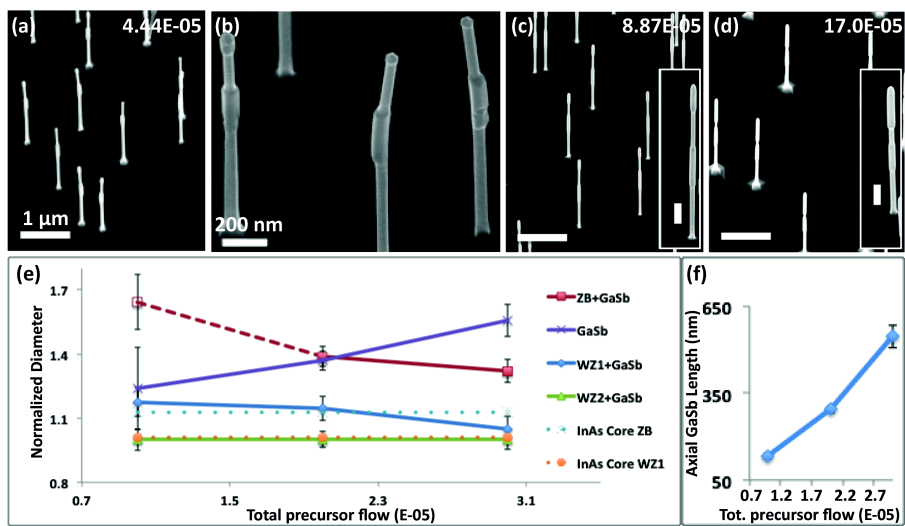 (a) 4.44E-05
1 µm
(b)
200 nm
(c) 8.87E-05
(d) 17.0E-05
(e)
Normalized Diameter
1.7
1.4
1.1
0.8
0.7 1.5 2.3 3.1
Total precursor flow (E-05)
ZB+GaSb
GaSb
WZ1+GaSb
WZ2+GaSb
InAs Core ZB
InAs Core WZ1
(f)
Axial GaSb Length (nm)
650
350
50
0.7 1.2 1.7 2.2 2.7
Tot. precursor flow (E-05)